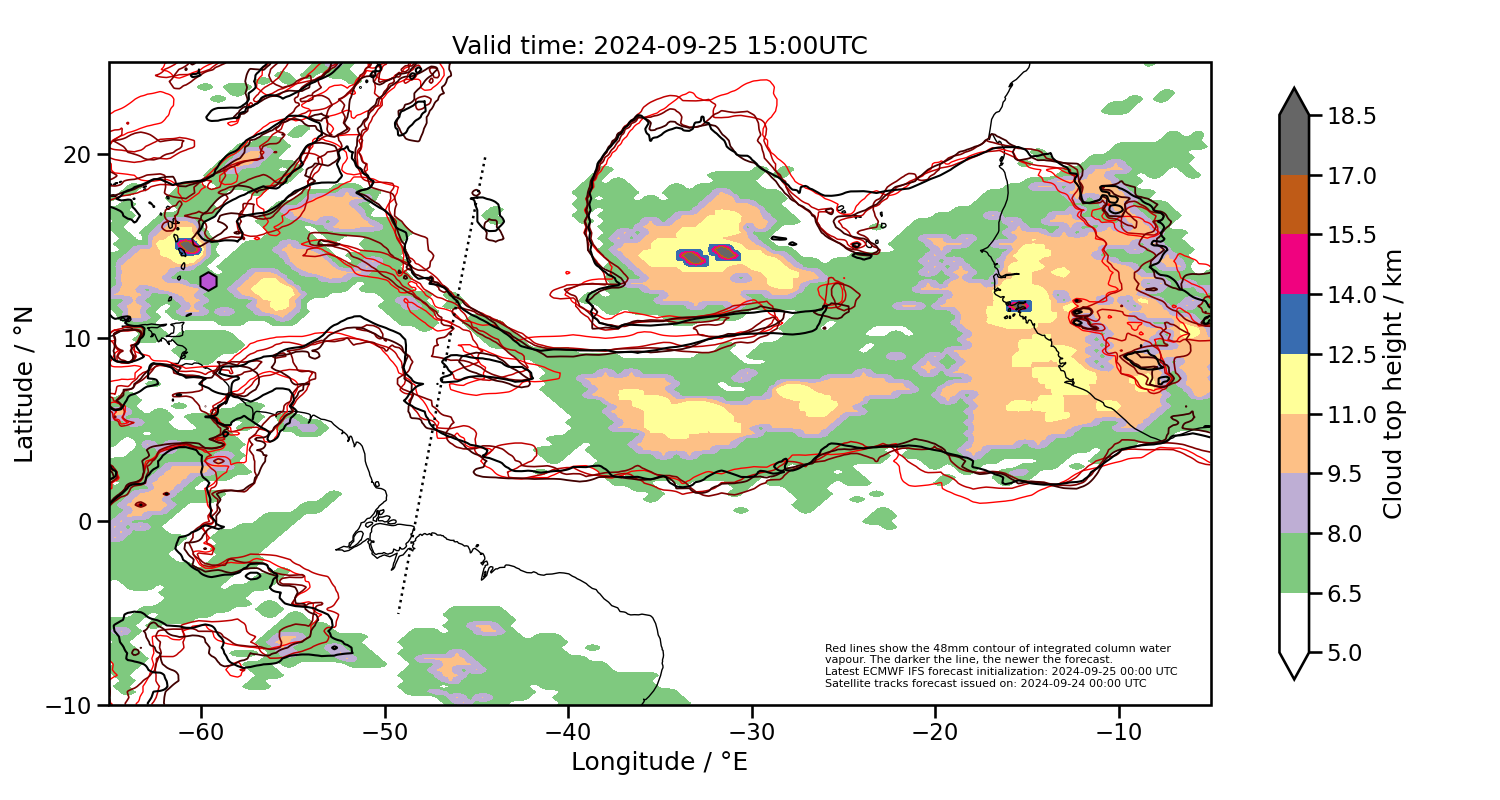 Valid time: 2024-09-25 15:00UTC
20
10
0
−10
Latitude / °N
−60
−50
−40
−30
−20
−10
Longitude / °E
Red lines show the 48mm contour of integrated column water
vapour. The darker the line, the newer the forecast.
Latest ECMWF IFS forecast initialization: 2024-09-25 00:00 UTC
Satellite tracks forecast issued on: 2024-09-24 00:00 UTC
18.5
17.0
15.5
14.0
12.5
11.0
9.5
8.0
6.5
5.0
Cloud top height / km